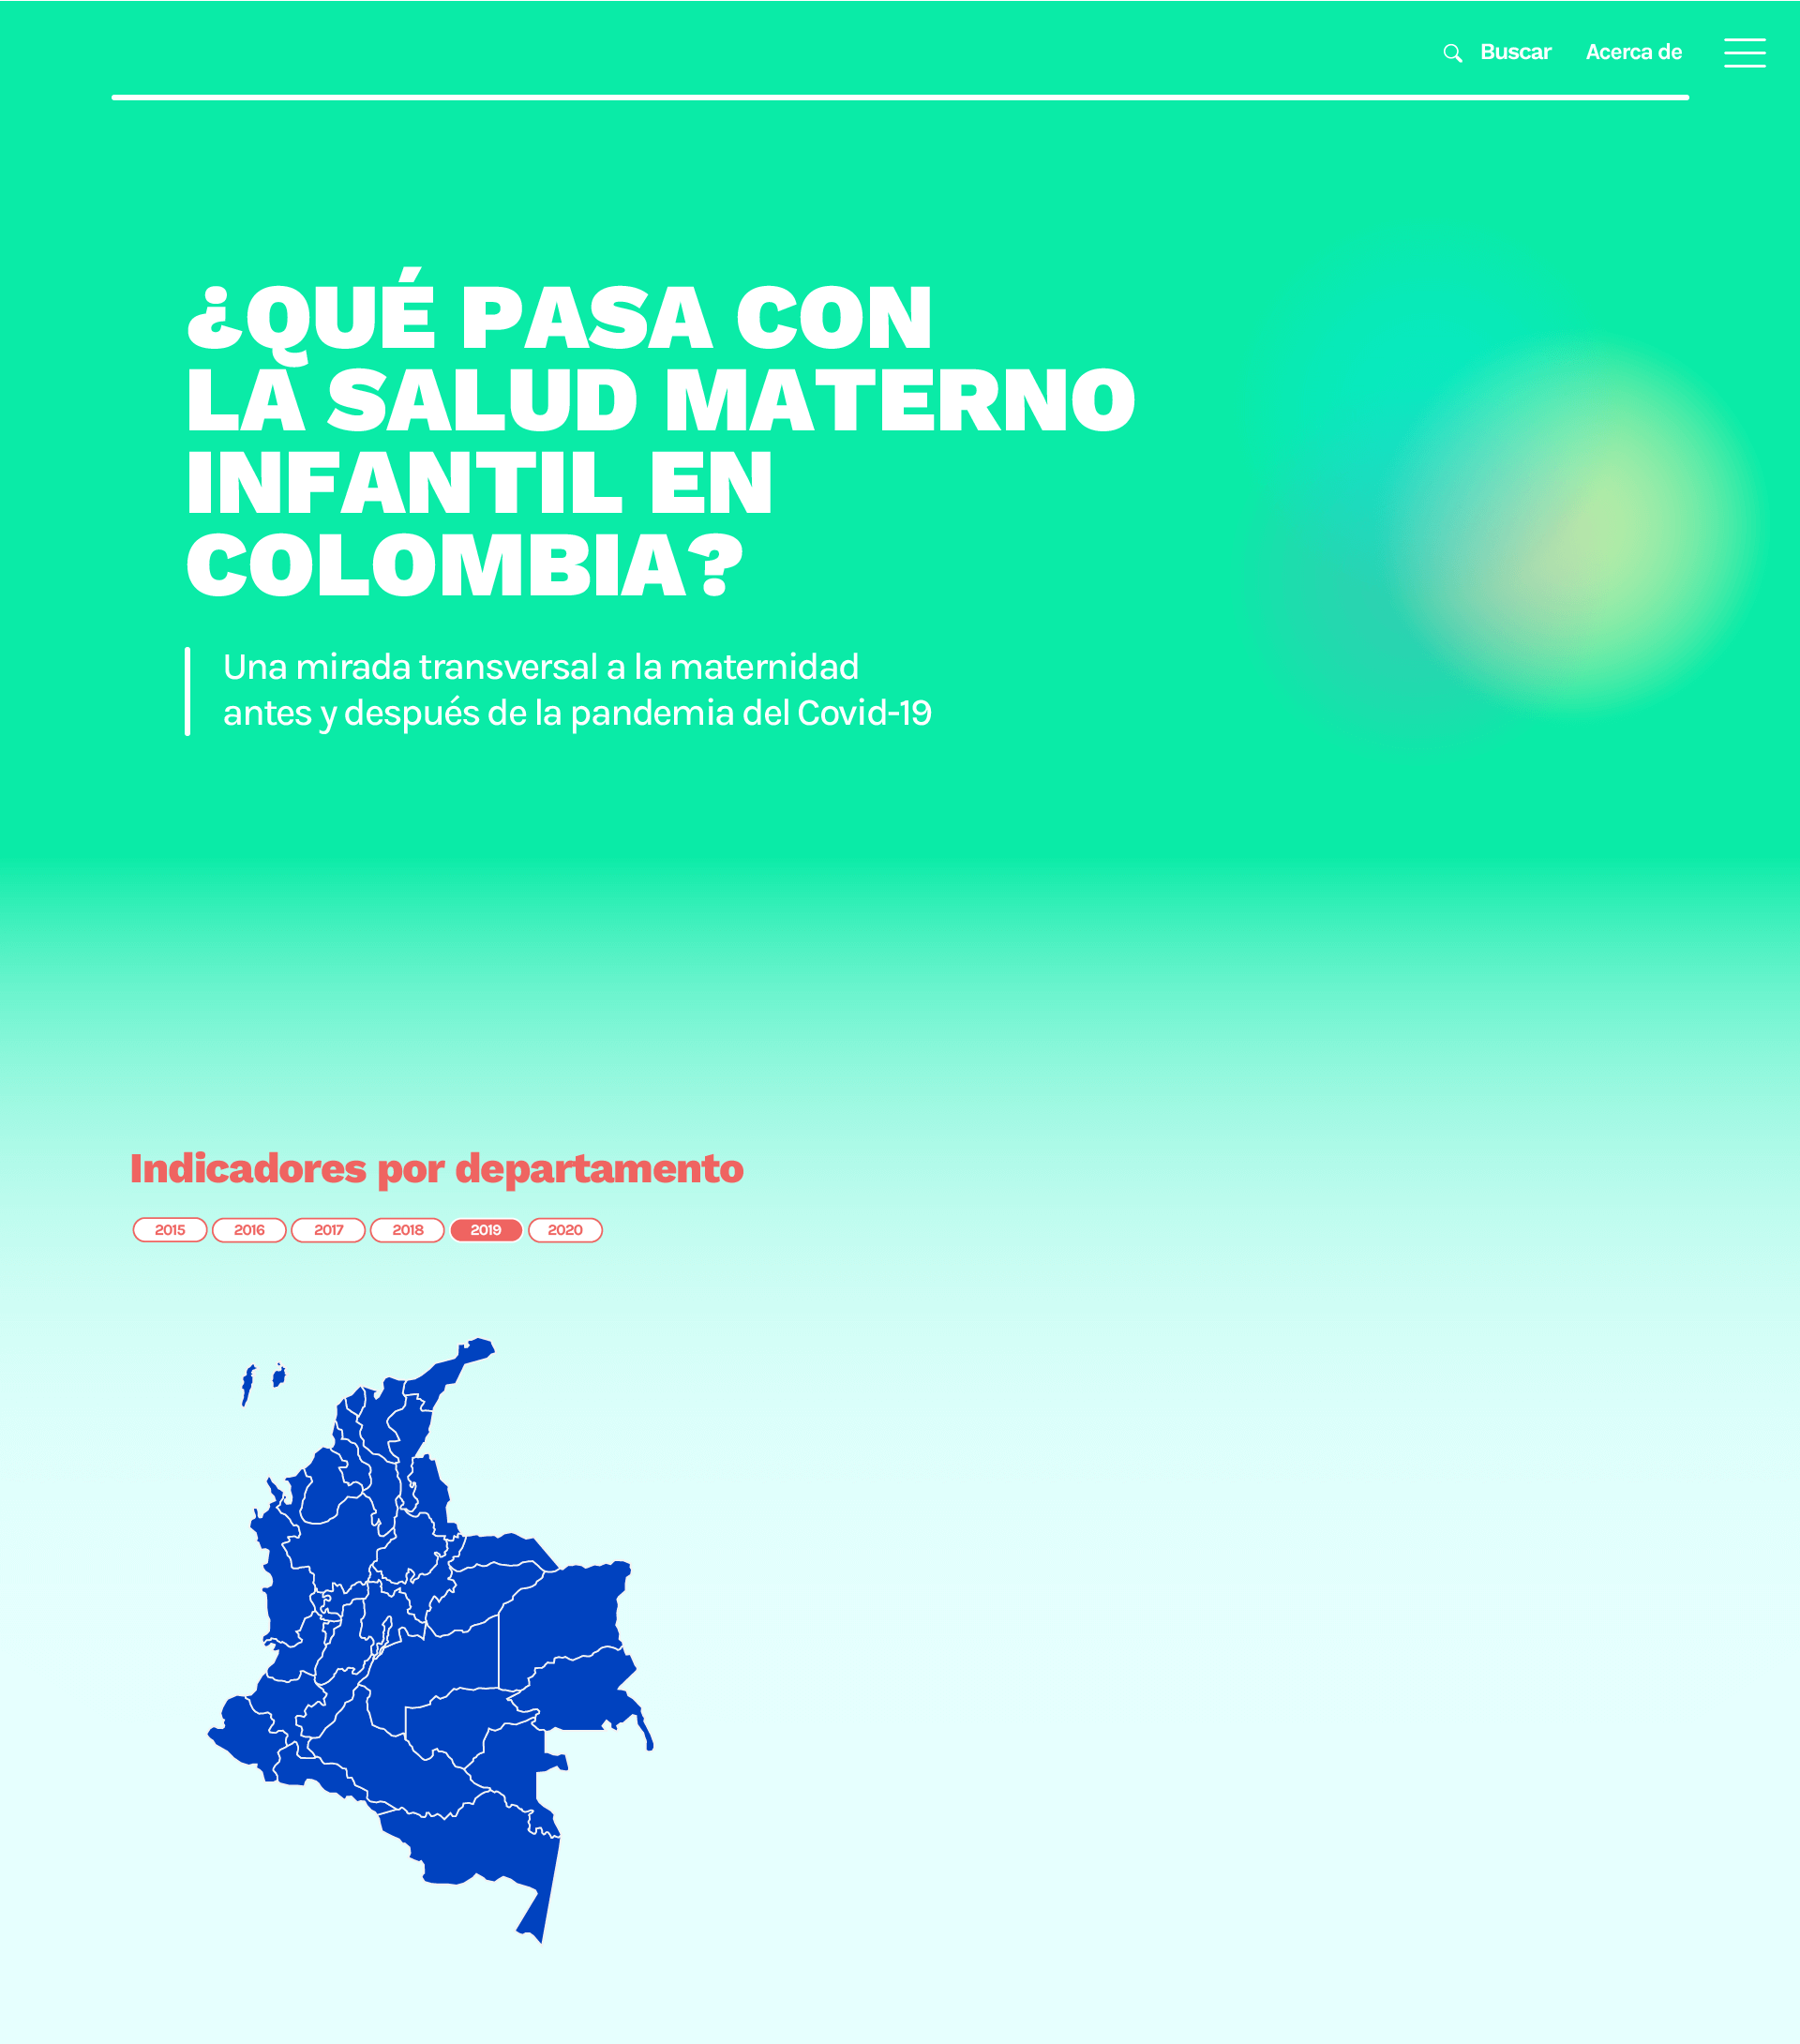 Buscar Acerca de
¿QUÉ PASA CON
LA SALUD MATERNO
INFANTIL EN
COLOMBIA?
Una mirada transversal a la maternidad
antes y después de la pandemia del Covid-19
Indicadores por departamento
2015 2016 2017 2018 2019 2020